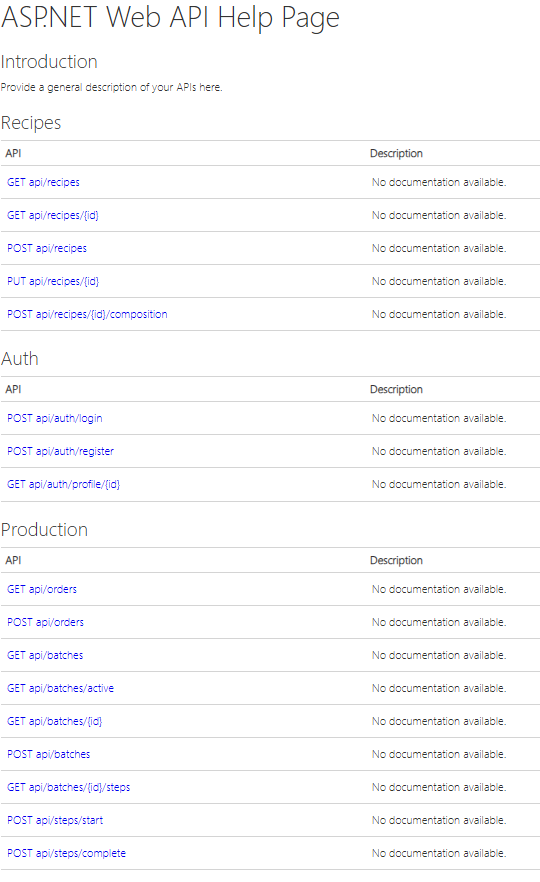 ASP.NET Web API Help Page
Introduction
Provide a general description of your APIs here.
Recipes
API Description
GET api/recipes No documentation available.
GET api/recipes/{id} No documentation available.
POST api/recipes No documentation available.
PUT api/recipes/{id} No documentation available.
POST api/recipes/{id}/composition No documentation available.
Auth
API Description
POST api/auth/login No documentation available.
POST api/auth/register No documentation available.
GET api/auth/profile/{id} No documentation available.
Production
API Description
GET api/orders No documentation available.
POST api/orders No documentation available.
GET api/batches No documentation available.
GET api/batches/active No documentation available.
GET api/batches/{id} No documentation available.
POST api/batches No documentation available.
GET api/batches/{id}/steps No documentation available.
POST api/steps/start No documentation available.
POST api/steps/complete No documentation available.